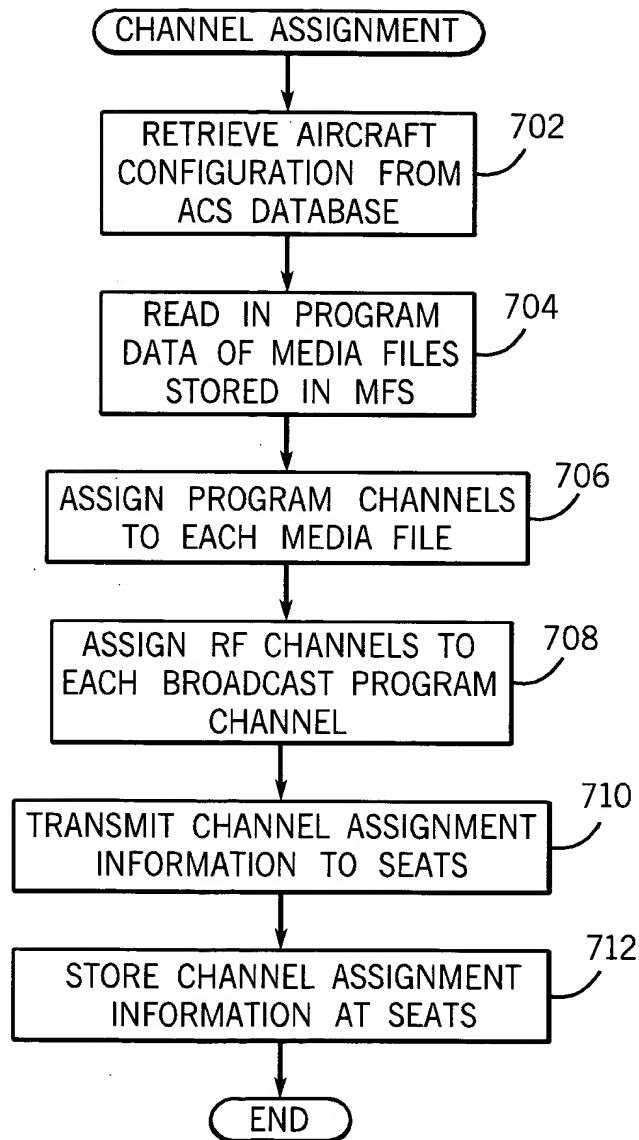 CHANNEL ASSIGNMENT
702
RETRIEVE AIRCRAFT
CONFIGURATION FROM
ACS DATABASE
704
READ IN PROGRAM
DATA OF MEDIA FILES
STORED IN MFS
706
ASSIGN PROGRAM CHANNELS
TO EACH MEDIA FILE
708
ASSIGN RF CHANNELS TO
EACH BROADCAST PROGRAM
CHANNEL
710
TRANSMIT CHANNEL ASSIGNMENT
INFORMATION TO SEATS
712
STORE CHANNEL ASSIGNMENT
INFORMATION AT SEATS
END